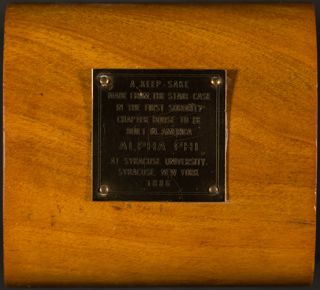 A KEEP-SAKE
MADE FROM THE STAIR CASE
IN THE FIRST SORORITY
CHAPTER HOUSE TO BE
BUILT IN AMERICA
ALPHA PHI
AT SYRACUSE UNIVERSITY
SYRACUSE, NEW YORK
1886